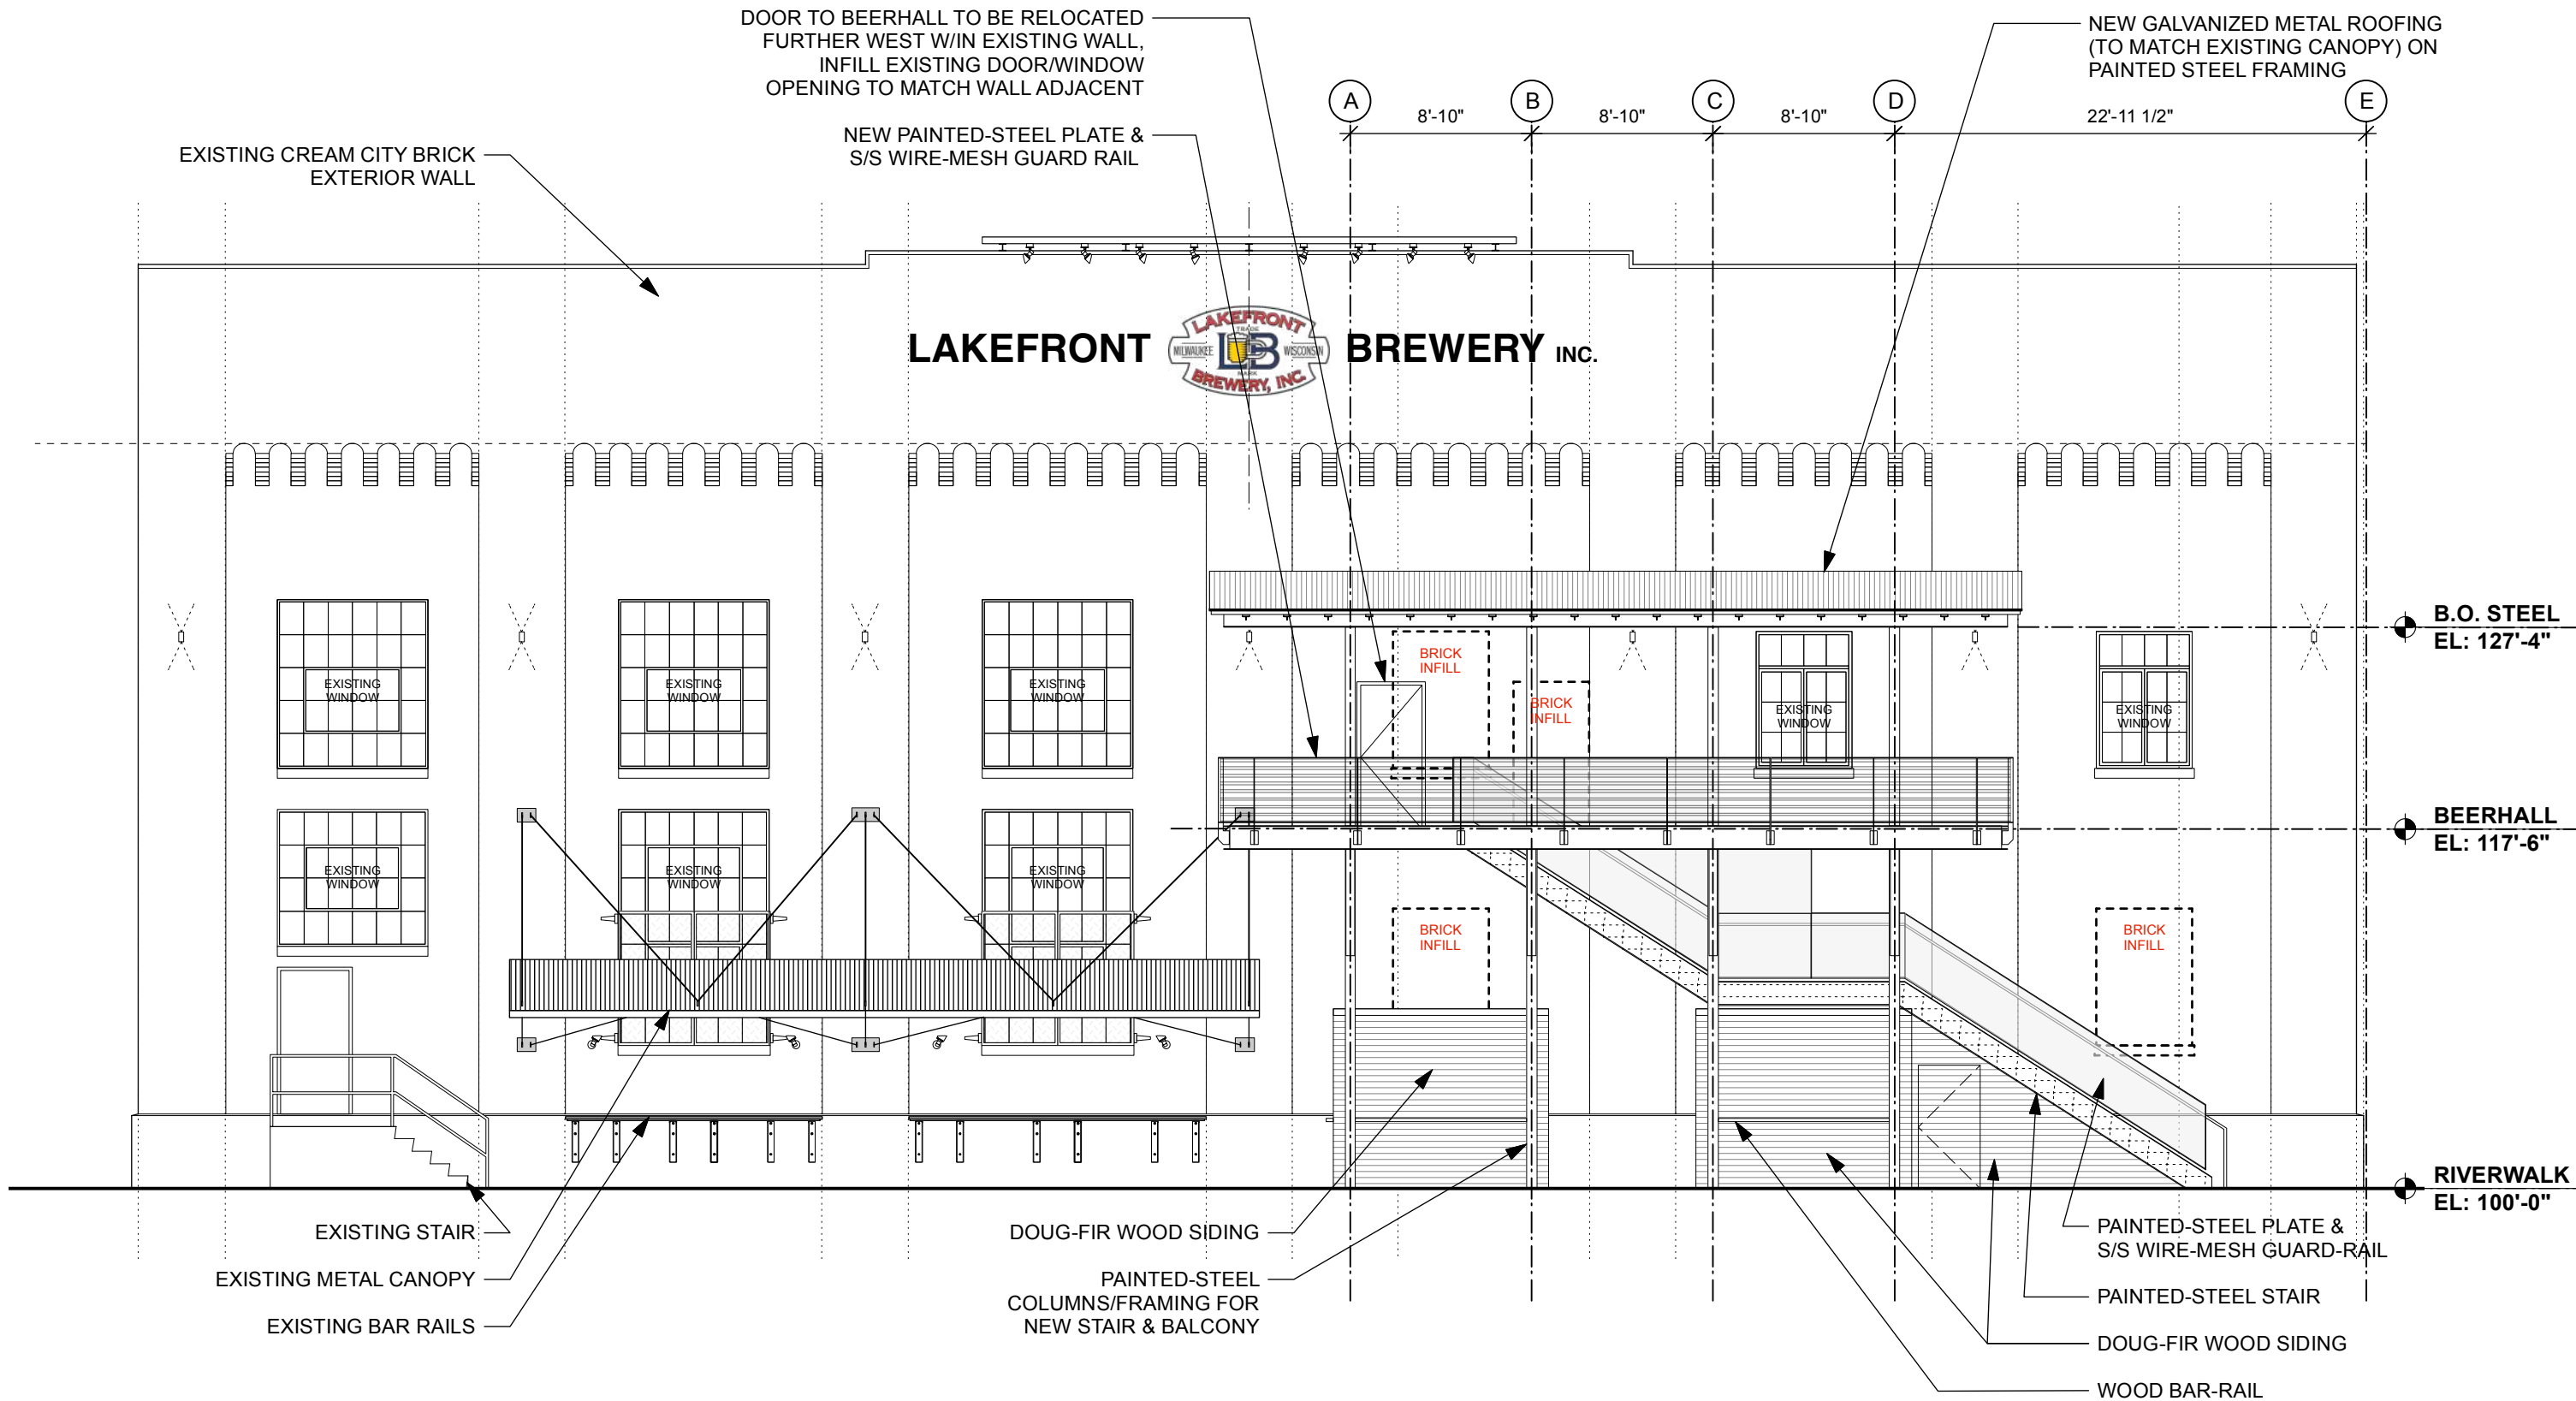 DOOR TO BEERHALL TO BE RELOCATED
FURTHER WEST W/IN EXISTING WALL,
INFILL EXISTING DOOR/WINDOW
OPENING TO MATCH WALL ADJACENT
NEW GALVANIZED METAL ROOFING
(TO MATCH EXISTING CANOPY) ON
PAINTED STEEL FRAMING
A
B
C
D
E
8'-10"
8'-10"
8'-10"
22'-11 1/2"
NEW PAINTED-STEEL PLATE &
S/S WIRE-MESH GUARD RAIL
EXISTING CREAM CITY BRICK
EXTERIOR WALL
LAKEFRONT
LAKEFRONT
TRADE
MILWAUKEE
LB
WISCONSIN
MARK
BREWERY, INC.
BREWERY INC.
B.O. STEEL
EL: 127'-4"
BRICK
INFILL
BRICK
INFILL
EXISTING
WINDOW
EXISTING
WINDOW
EXISTING
WINDOW
EXISTING
WINDOW
EXISTING
WINDOW
BEERHALL
EL: 117'-6"
EXISTING
WINDOW
EXISTING
WINDOW
EXISTING
WINDOW
BRICK
INFILL
BRICK
INFILL
RIVERWALK
EL: 100'-0"
EXISTING STAIR
EXISTING METAL CANOPY
EXISTING BAR RAILS
DOUG-FIR WOOD SIDING
PAINTED-STEEL
COLUMNS/FRAMING FOR
NEW STAIR & BALCONY
PAINTED-STEEL PLATE &
S/S WIRE-MESH GUARD-RAIL
PAINTED-STEEL STAIR
DOUG-FIR WOOD SIDING
WOOD BAR-RAIL